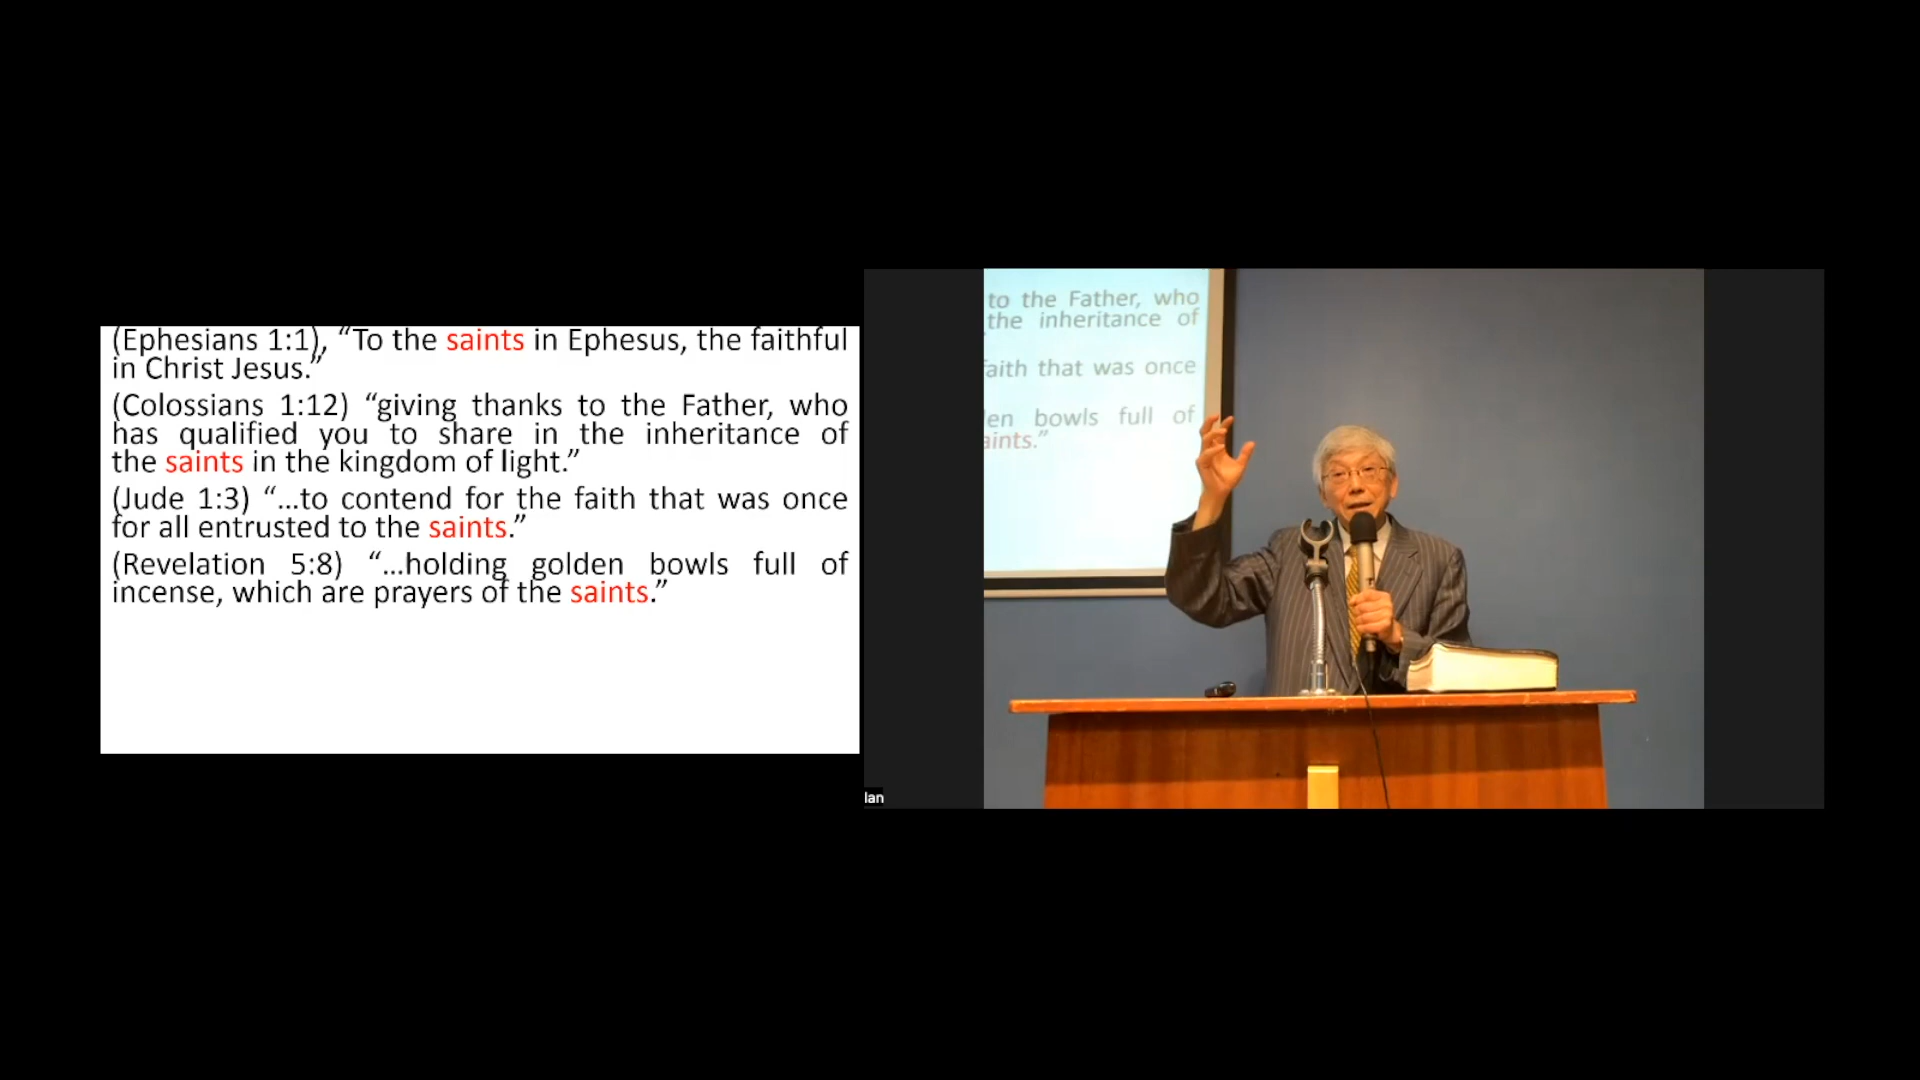 (Ephesians 1:1), “To the saints in Ephesus, the faithful
in Christ Jesus.”
(Colossians 1:12) “giving thanks to the Father, who
has qualified you to share in the inheritance of
the saints in the kingdom of light.”
(Jude 1:3) “...to contend for the faith that was once
for all entrusted to the saints.”
(Revelation 5:8) “...holding golden bowls full of
incense, which are prayers of the saints.”
to the Father, who
the inheritance of
faith that was once
en bowls full of
aints.”
lan